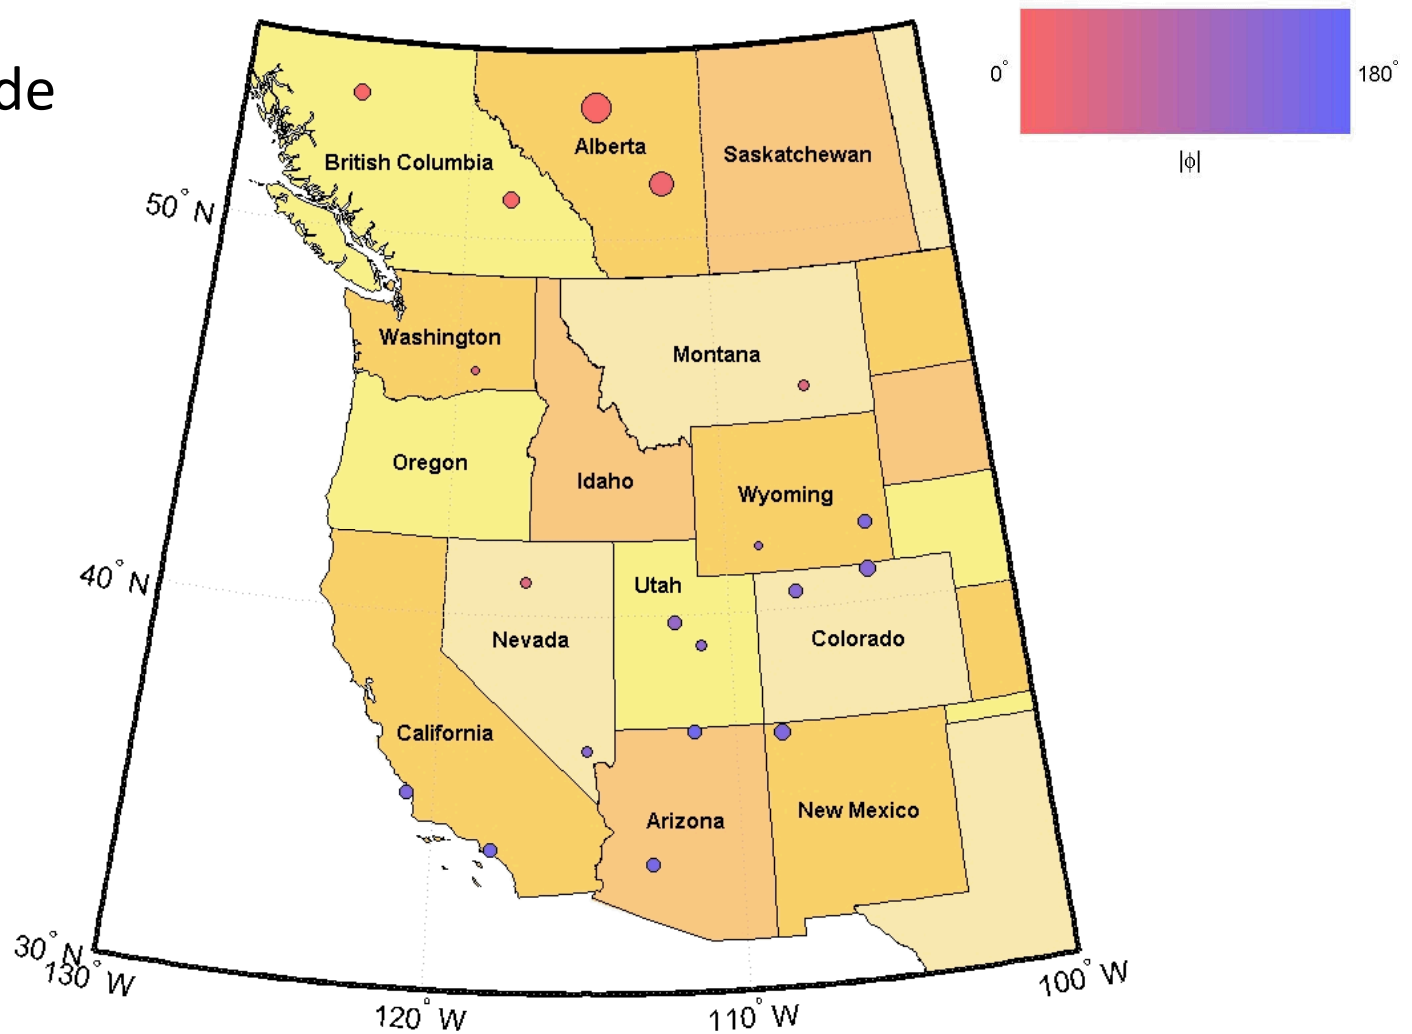 de
0°
180°
|ϕ|
British Columbia
Alberta
Saskatchewan
50° N
Washington
Montana
Oregon
Idaho
Wyoming
40° N
Utah
Nevada
Colorado
California
Arizona
New Mexico
30° N
130° W
120° W
110° W
100° W